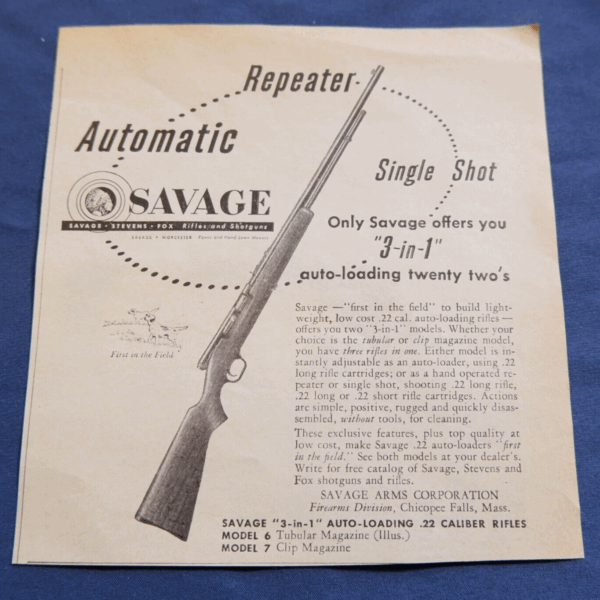 Repeater
Automatic
Single Shot
SAVAGE
SAVAGE · STEVENS · FOX Rifles and Shotguns
SAVAGE · WORCESTER Power and Hand Lawn Mowers
Only Savage offers you
"3-in-1"
auto-loading twenty two's
First in the Field
Savage —"first in the field" to build light-
weight, low cost .22 cal. auto-loading rifles —
offers you two "3-in-1" models. Whether your
choice is the tubular or clip magazine model,
you have three rifles in one. Either model is in-
stantly adjustable as an auto-loader, using .22
long rifle cartridges; or as a hand operated re-
peater or single shot, shooting .22 long rifle,
.22 long or .22 short rifle cartridges. Actions
are simple, positive, rugged and quickly disas-
sembled, without tools, for cleaning.
These exclusive features, plus top quality at
low cost, make Savage .22 auto-loaders "first
in the field." See both models at your dealer's.
Write for free catalog of Savage, Stevens and
Fox shotguns and rifles.
SAVAGE ARMS CORPORATION
Firearms Division, Chicopee Falls, Mass.
SAVAGE "3-in-1" AUTO-LOADING .22 CALIBER RIFLES
MODEL 6 Tubular Magazine (Illus.)
MODEL 7 Clip Magazine